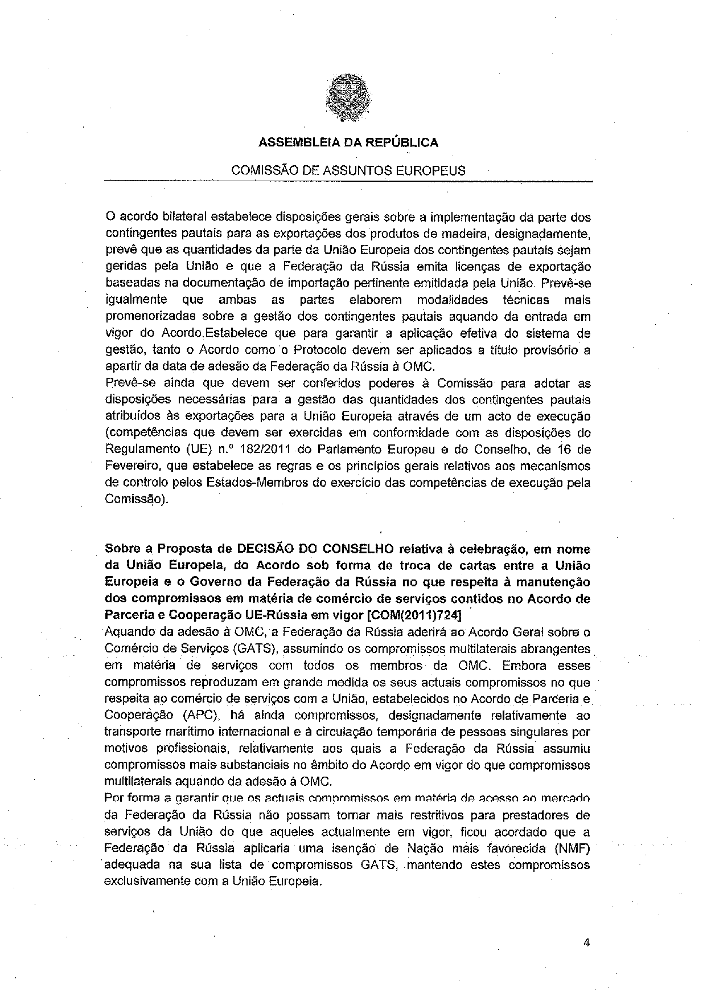 ASSEMBLEIA DA REPÚBLICA
COMISSÃO DE ASSUNTOS EUROPEUS
O acordo bilateral estabelece disposições gerais sobre a implementação da parte dos
contingentes pautais para as exportações dos produtos de madeira, designadamente,
prevê que as quantidades da parte da União Europeia dos contingentes pautais sejam
geridas pela União e que a Federação da Rússia emita licenças de exportação
baseadas na documentação de importação pertinente emitidada pela União. Prevê-se
igualmente que ambas as partes elaborem modalidades técnicas mais
promenorizadas sobre a gestão dos contingentes pautais aquando da entrada em
vigor do Acordo.Estabelece que para garantir a aplicação efetiva do sistema de
gestão, tanto o Acordo como o Protocolo devem ser aplicados a título provisório a
apartir da data de adesão da Federação da Rússia à OMC.
Prevê-se ainda que devem ser conferidos poderes à Comissão para adotar as
disposições necessárias para a gestão das quantidades dos contingentes pautais
atribuídos às exportações para a União Europeia através de um acto de execução
(competências que devem ser exercidas em conformidade com as disposições do
Regulamento (UE) n.º 182/2011 do Parlamento Europeu e do Conselho, de 16 de
Fevereiro, que estabelece as regras e os princípios gerais relativos aos mecanismos
de controlo pelos Estados-Membros do exercício das competências de execução pela
Comissão).
Sobre a Proposta de DECISÃO DO CONSELHO relativa à celebração, em nome
da União Europeia, do Acordo sob forma de troca de cartas entre a União
Europeia e o Governo da Federação da Rússia no que respeita à manutenção
dos compromissos em matéria de comércio de serviços contidos no Acordo de
Parceria e Cooperação UE-Rússia em vigor [COM(2011)724]
Aquando da adesão à OMC, a Federação da Rússia aderirá ao Acordo Geral sobre o
Comércio de Serviços (GATS), assumindo os compromissos multilaterais abrangentes
em matéria de serviços com todos os membros da OMC. Embora esses
compromissos reproduzam em grande medida os seus actuais compromissos no que
respeita ao comércio de serviços com a União, estabelecidos no Acordo de Parceria e
Cooperação (APC), há ainda compromissos, designadamente relativamente ao
transporte marítimo internacional e à circulação temporária de pessoas singulares por
motivos profissionais, relativamente aos quais a Federação da Rússia assumiu
compromissos mais substanciais no âmbito do Acordo em vigor do que compromissos
multilaterais aquando da adesão à OMC.
Por forma a garantir que os actuais compromissos em matéria de acesso ao mercado
da Federação da Rússia não possam tornar mais restritivos para prestadores de
serviços da União do que aqueles actualmente em vigor, ficou acordado que a
Federação da Rússia aplicaria uma isenção de Nação mais favorecida (NMF)
adequada na sua lista de compromissos GATS, mantendo estes compromissos
exclusivamente com a União Europeia.
4